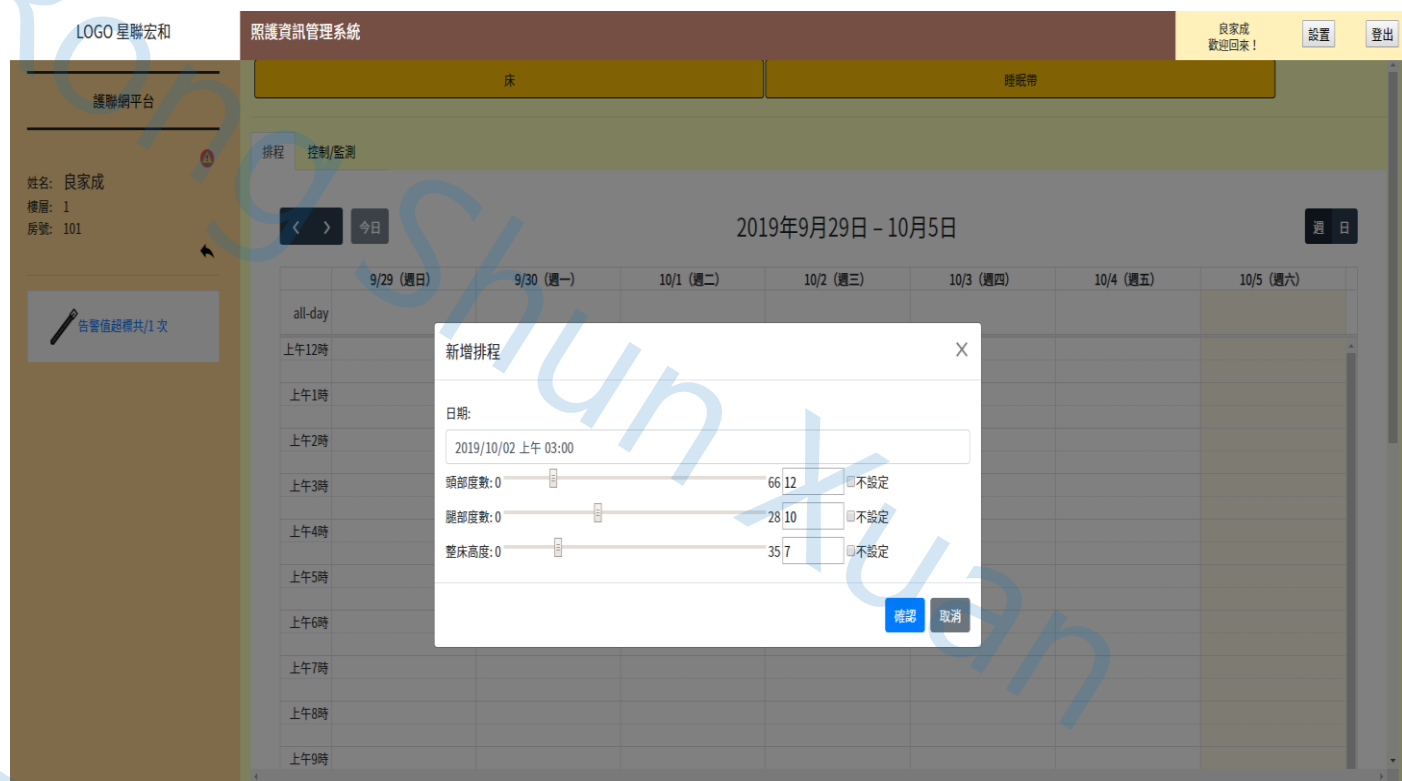 LOGO 星聯宏和
照護資訊管理系統
良家成
歡迎回來！
設置
登出
護聯網平台
姓名: 良家成
樓層: 1
房號: 101
告警值超標共/1 次
床
睡眠帶
排程
控制/監測
今日
2019年9月29日 – 10月5日
週
日
9/29（週日）
9/30（週一）
10/1（週二）
10/2（週三）
10/3（週四）
10/4（週五）
10/5（週六）
all-day
上午12時
上午1時
上午2時
上午3時
上午4時
上午5時
上午6時
上午7時
上午8時
上午9時
新增排程
X
日期:
2019/10/02 上午 03:00
頭部度數: 0 66 12 不設定
腿部度數: 0 28 10 不設定
整床高度: 0 35 7 不設定
確認
取消
Rong Shun Xuan